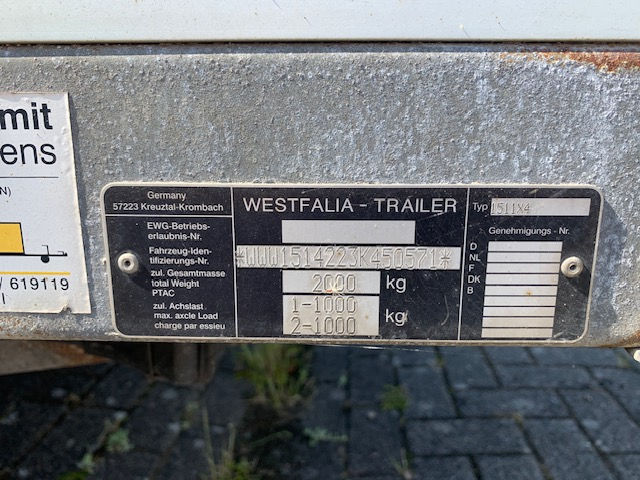 mit
ens
N)
/ 619119
Germany
57223 Kreuztal-Krombach
WESTFALIA - TRAILER
Typ 1511X4
EWG-Betriebs-
erlaubnis-Nr.
Genehmigungs - Nr.
Fahrzeug-Iden-
tifizierungs-Nr.
*WWW1514223K450571*
zul. Gesamtmasse
total Weight
PTAC
2000 kg
zul. Achslast
max. axcle Load
charge par essieu
1-1000
2-1000
kg
D
NL
F
DK
B